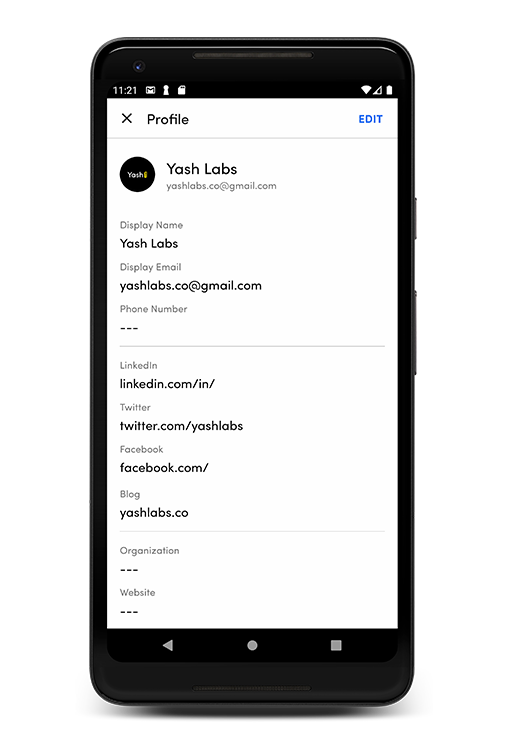 11:21
Profile
EDIT
Yash
Yash Labs
yashlabs.co@gmail.com
Display Name
Yash Labs
Display Email
yashlabs.co@gmail.com
Phone Number
---
LinkedIn
linkedin.com/in/
Twitter
twitter.com/yashlabs
Facebook
facebook.com/
Blog
yashlabs.co
Organization
---
Website
---